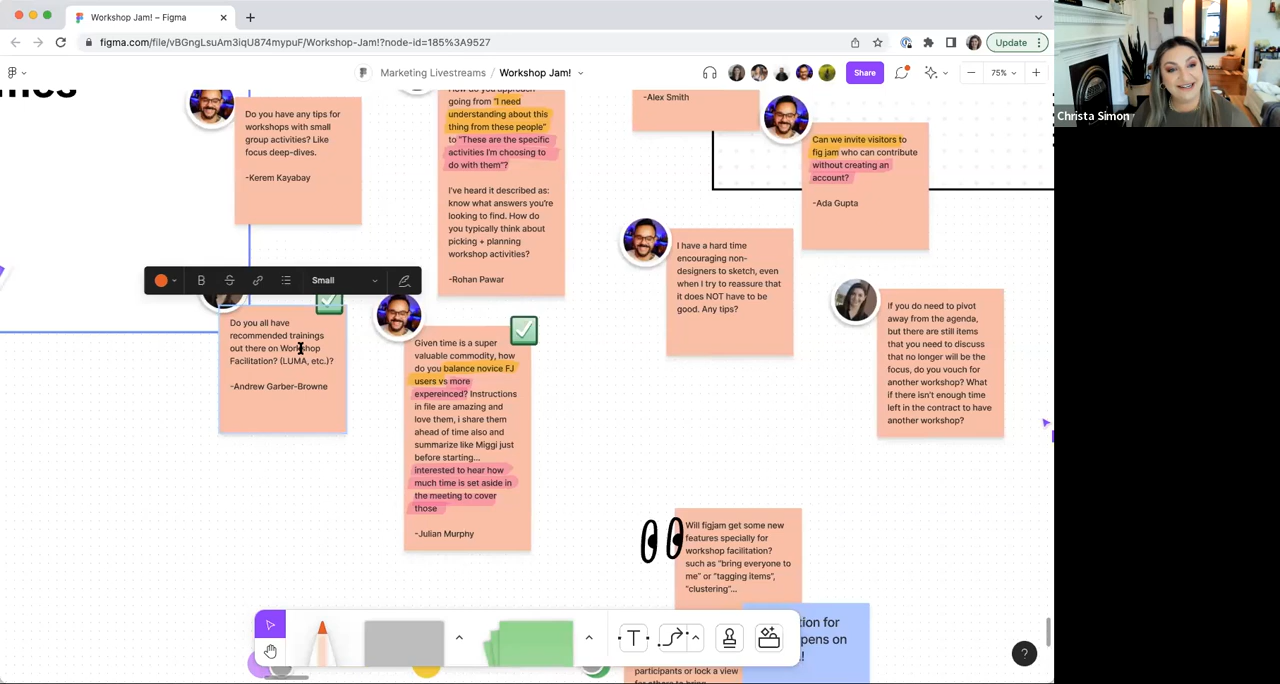 Workshop Jam! – Figma
figma.com/file/vBGngLsuAm3iqU874mypuF/Workshop-Jam!?node-id=185%3A9527
Update
Marketing Livestreams / Workshop Jam!
Share
75%
Christa Simon
Do you have any tips for
workshops with small
group activities? Like
focus deep-dives.
-Kerem Kayabay
How do you approach
going from "I need
understanding about this
thing from these people"
to "These are the specific
activities I'm choosing to
do with them"?
I've heard it described as:
know what answers you're
looking to find. How do
you typically think about
picking + planning
workshop activities?
-Rohan Pawar
-Alex Smith
Can we invite visitors to
fig jam who can contribute
without creating an
account?
-Ada Gupta
I have a hard time
encouraging non-
designers to sketch, even
when I try to reassure that
it does NOT have to be
good. Any tips?
If you do need to pivot
away from the agenda,
but there are still items
that you need to discuss
that no longer will be the
focus, do you vouch for
another workshop? What
if there isn't enough time
left in the contract to have
another workshop?
Small
Do you all have
recommended trainings
out there on Workshop
Facilitation? (LUMA, etc.)?
-Andrew Garber-Browne
Given time is a super
valuable commodity, how
do you balance novice FJ
users vs more
expereinced? Instructions
in file are amazing and
love them, i share them
ahead of time also and
summarize like Miggi just
before starting...
interested to hear how
much time is set aside in
the meeting to cover
those
-Julian Murphy
Will figjam get some new
features specially for
workshop facilitation?
such as "bring everyone to
me" or "tagging items",
"clustering"...
tion for
pens on
!
participants or lock a view